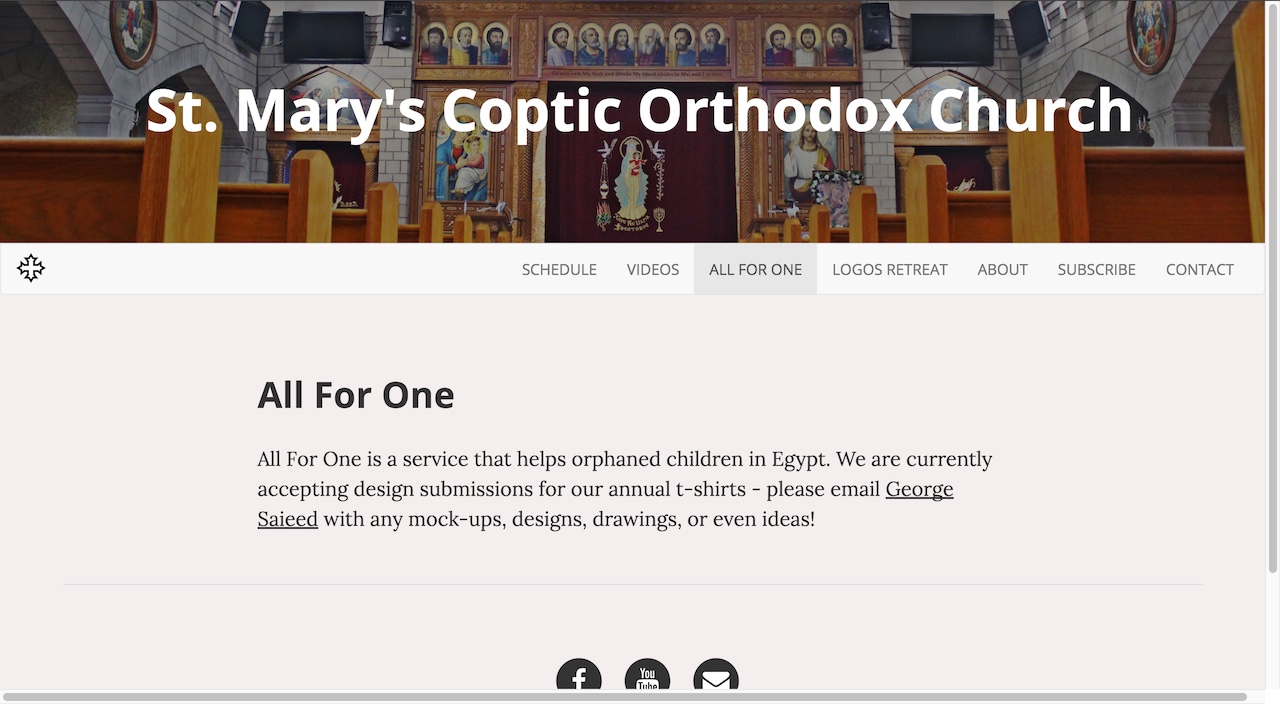 St. Mary's Coptic Orthodox Church
SCHEDULE VIDEOS ALL FOR ONE LOGOS RETREAT ABOUT SUBSCRIBE CONTACT
All For One
All For One is a service that helps orphaned children in Egypt. We are currently
accepting design submissions for our annual t-shirts - please email George
Saieed with any mock-ups, designs, drawings, or even ideas!
You
Tube